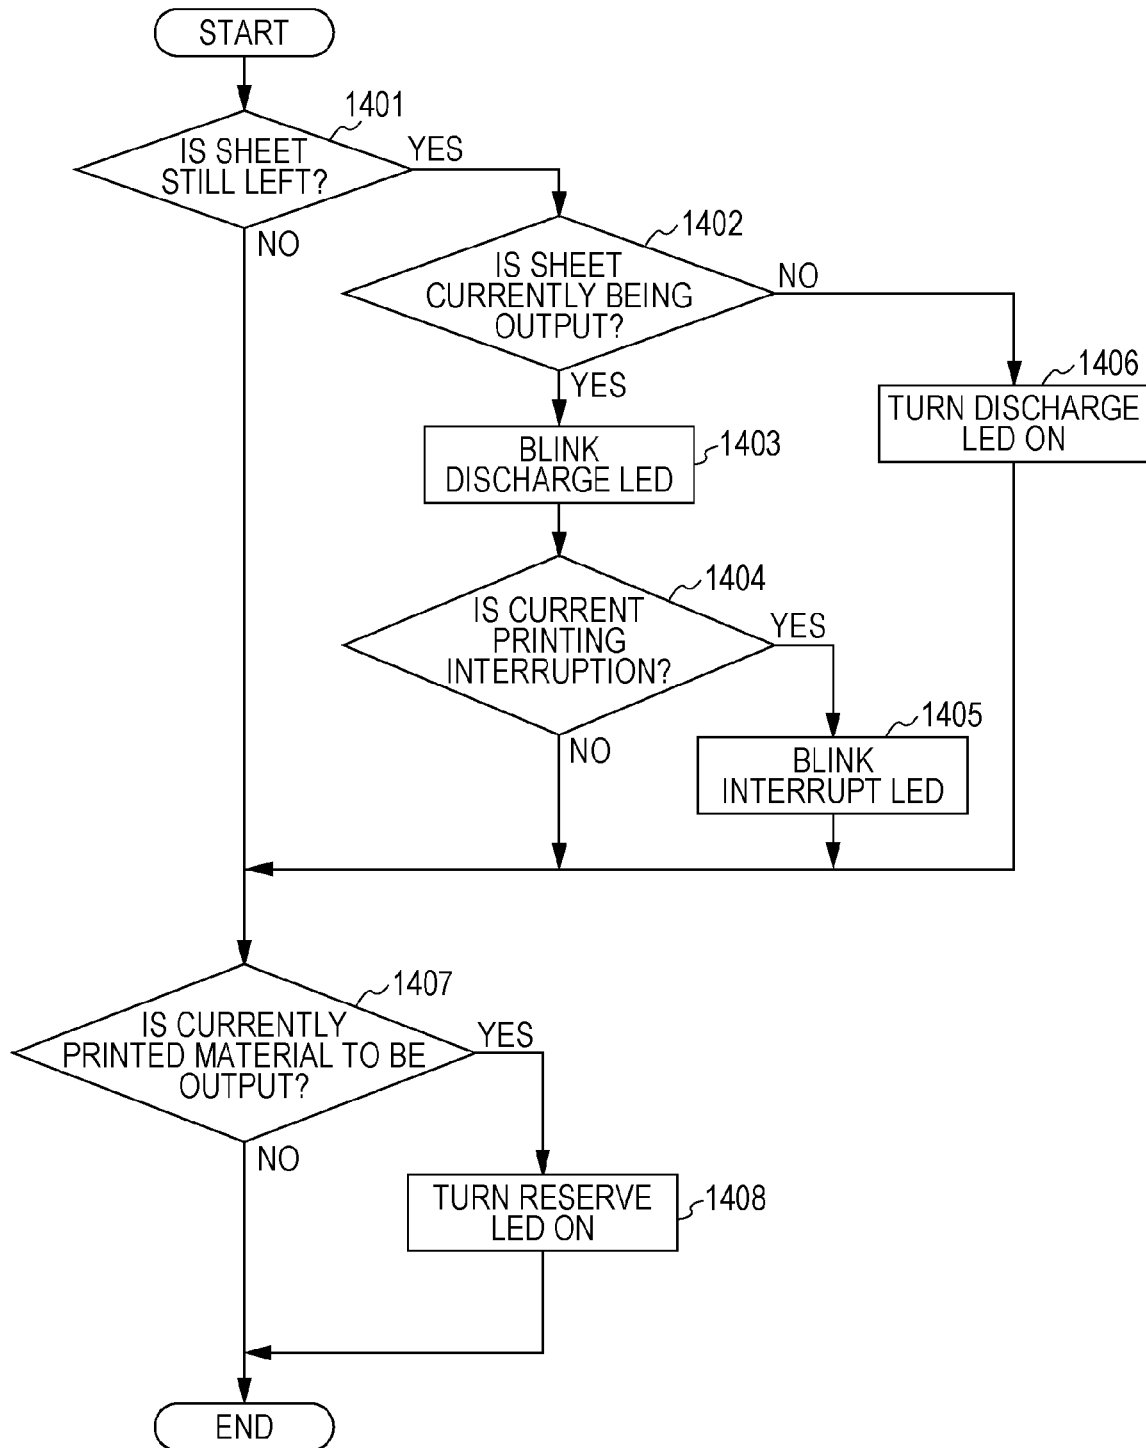 START
1401
IS SHEET
STILL LEFT?
YES
NO
1402
IS SHEET
CURRENTLY BEING
OUTPUT?
NO
YES
1406
TURN DISCHARGE
LED ON
1403
BLINK
DISCHARGE LED
1404
IS CURRENT
PRINTING
INTERRUPTION?
YES
NO
1405
BLINK
INTERRUPT LED
1407
IS CURRENTLY
PRINTED MATERIAL TO BE
OUTPUT?
YES
NO
1408
TURN RESERVE
LED ON
END